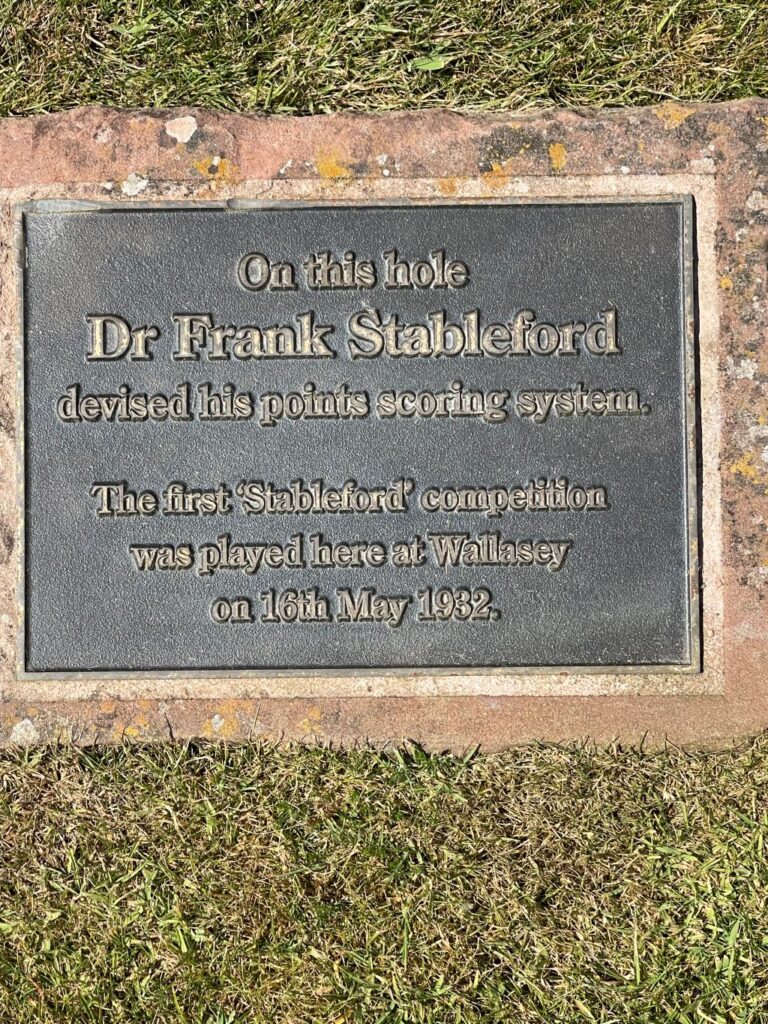 On this hole
Dr Frank Stableford
devised his points scoring system.
The first ‘Stableford’ competition
was played here at Wallasey
on 16th May 1932.